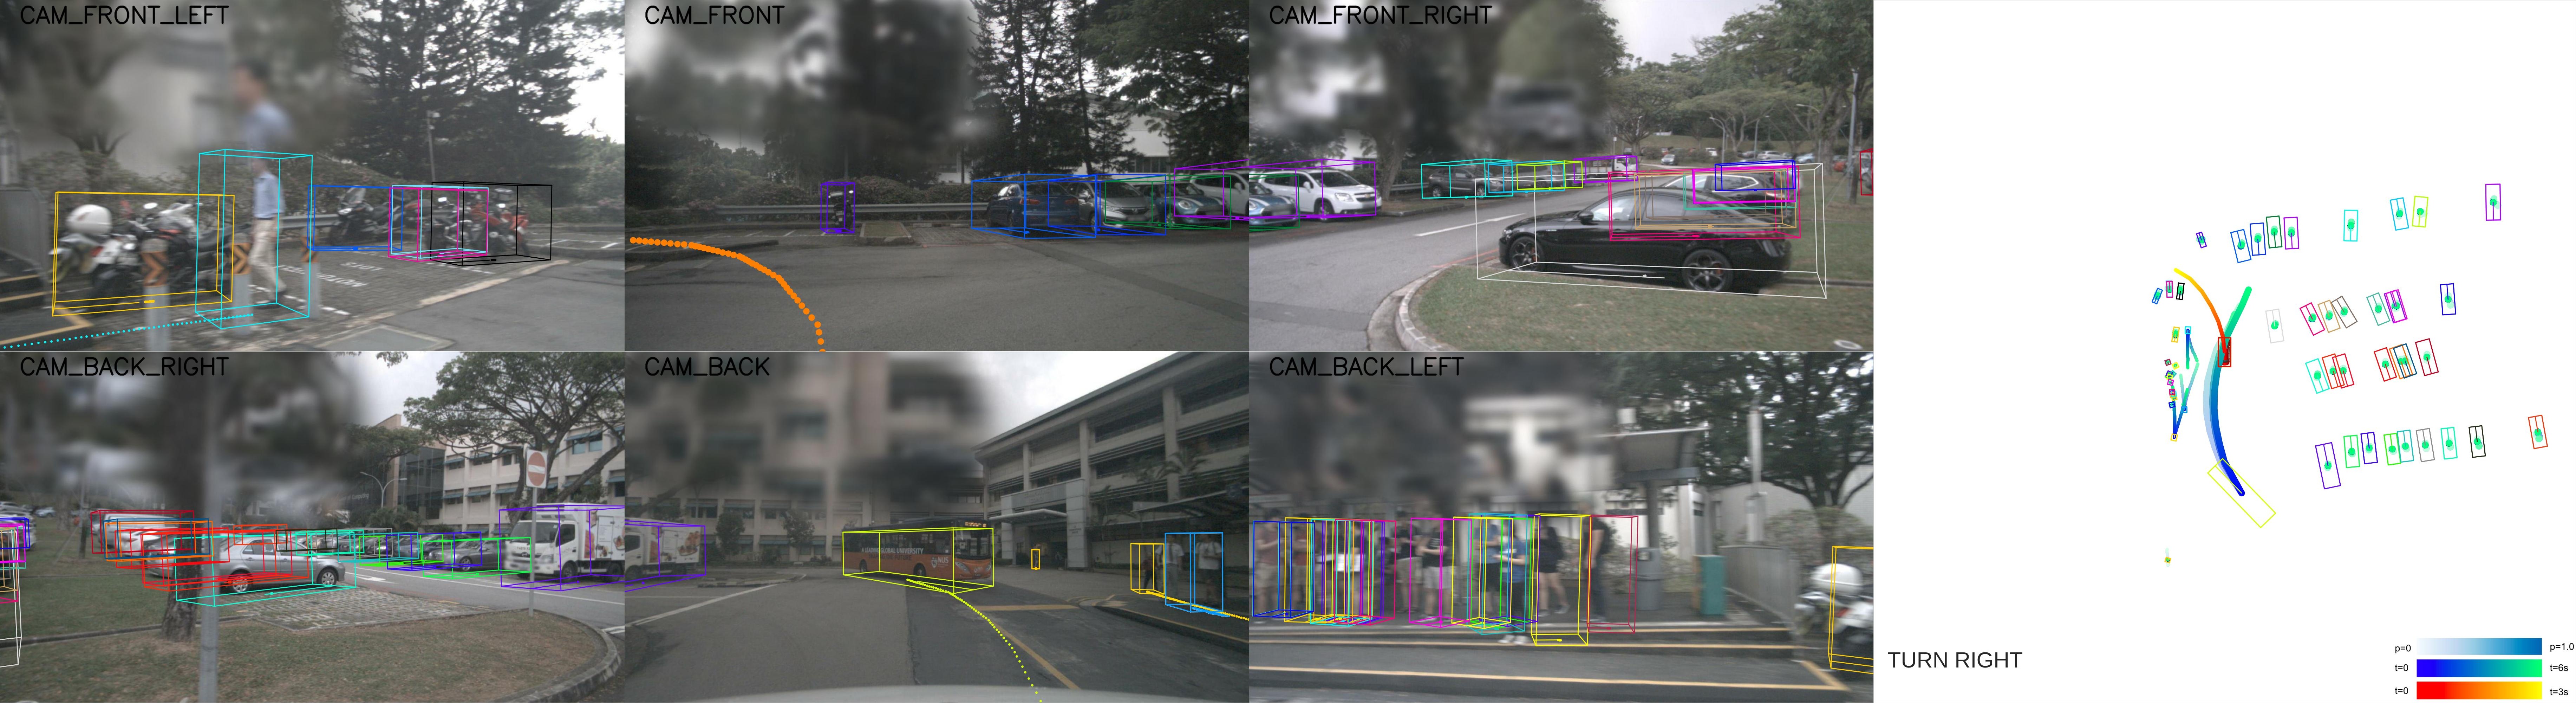 CAM_FRONT_LEFT
CAM_FRONT
CAM_FRONT_RIGHT
CAM_BACK_RIGHT
CAM_BACK
CAM_BACK_LEFT
TURN RIGHT
p=0
p=1.0
t=0
t=6s
t=0
t=3s